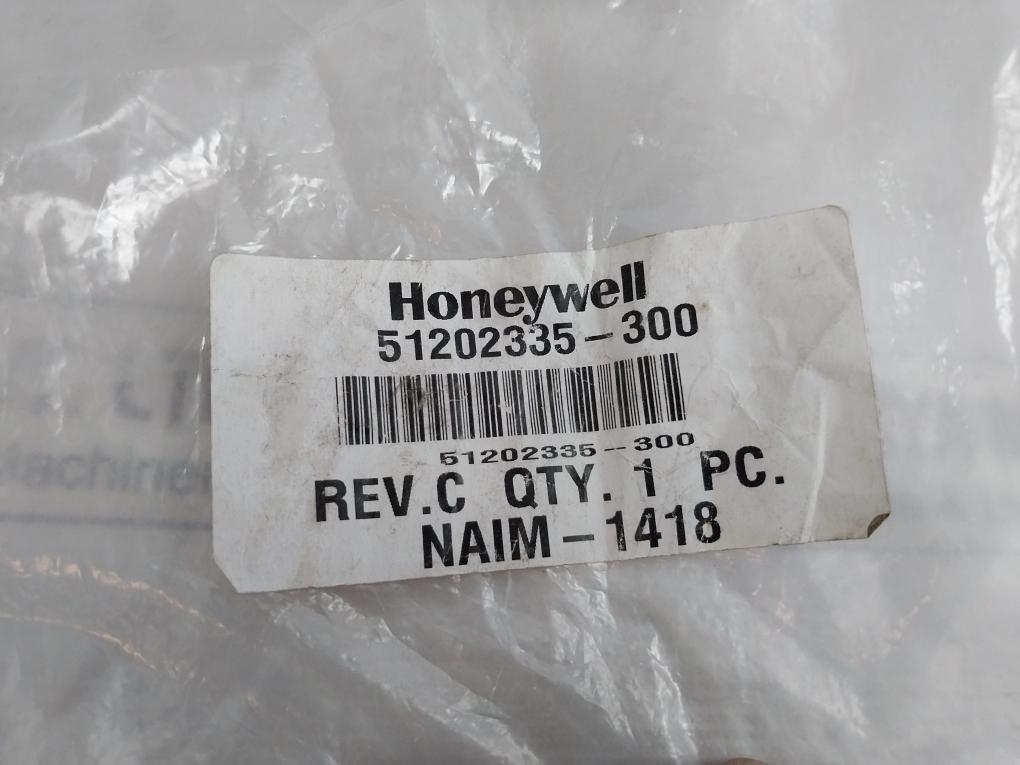 Honeywell
51202335-300
51202335-300
REV.C QTY. 1 PC.
NAIM-1418